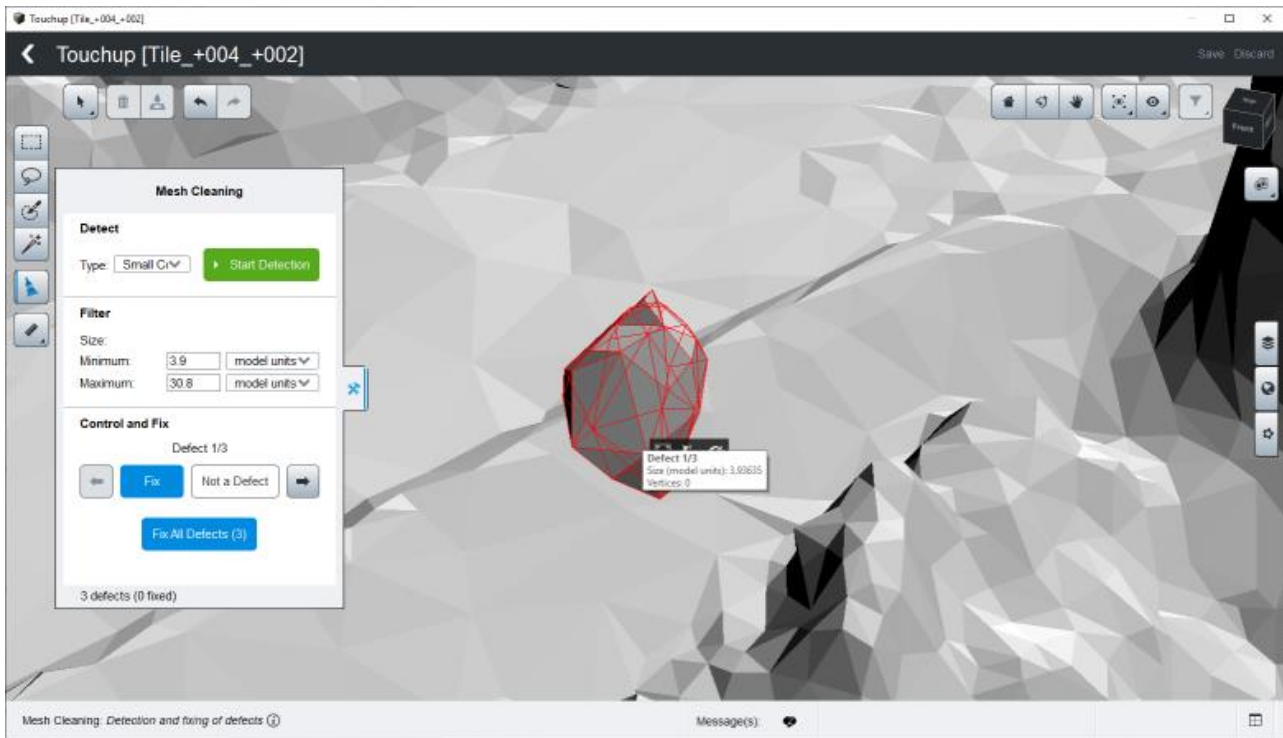 Touchup [Tile_+004_+002]
Touchup [Tile_+004_+002]
Save Discard
Top
Front
Mesh Cleaning
Detect
Type: Small C
Start Detection
Filter
Size:
Minimum: 3.9 model units
Maximum: 30.8 model units
Control and Fix
Defect 1/3
Fix Not a Defect
Fix All Defects (3)
3 defects (0 fixed)
Defect 1/3
Size (model units): 3.93635
Vertices: 0
Mesh Cleaning: Detection and fixing of defects
Message(s):